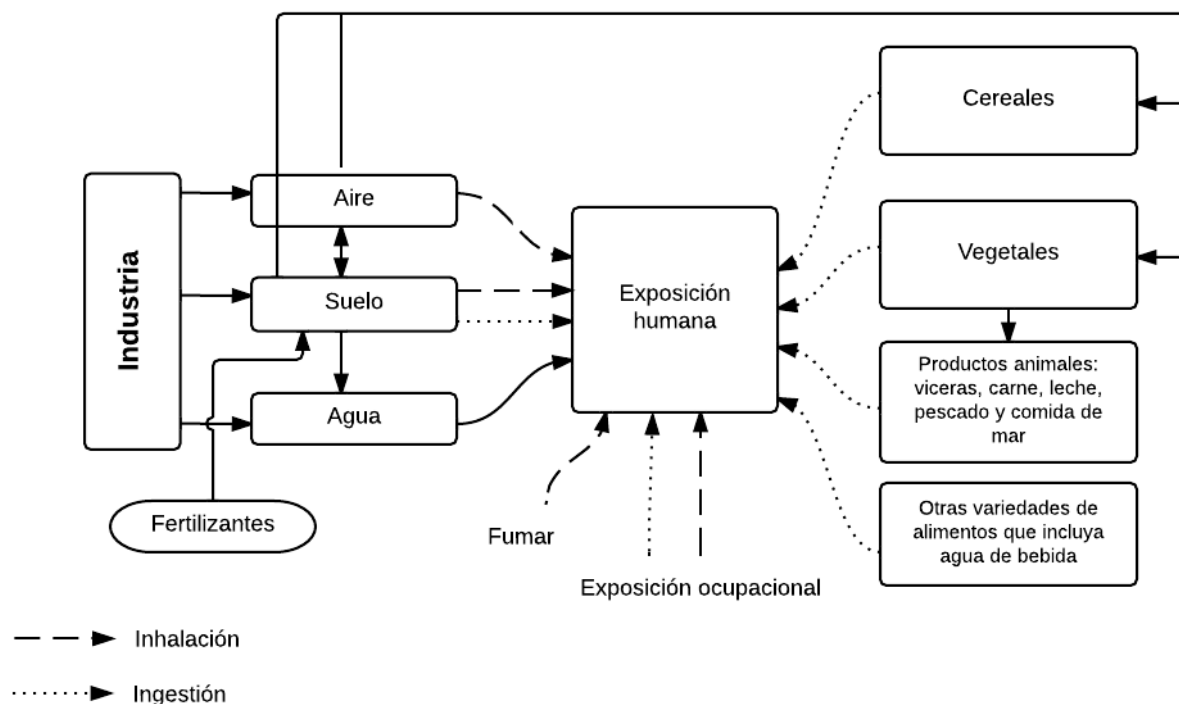 Industria
Aire
Suelo
Agua
Fertilizantes
Exposición
humana
Fumar
Exposición ocupacional
Cereales
Vegetales
Productos animales:
viceras, carne, leche,
pescado y comida de
mar
Otras variedades de
alimentos que incluya
agua de bebida
Inhalación
Ingestión